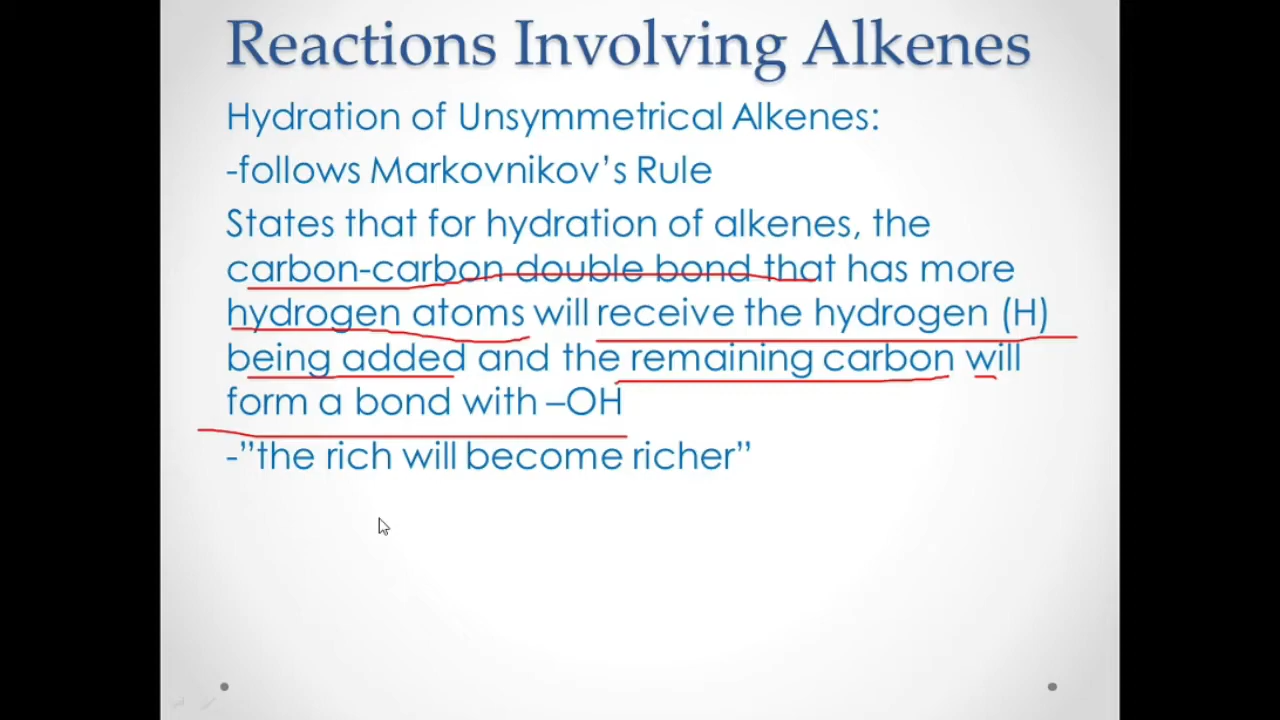 Reactions Involving Alkenes
Hydration of Unsymmetrical Alkenes:
-follows Markovnikov’s Rule
States that for hydration of alkenes, the
carbon-carbon double bond that has more
hydrogen atoms will receive the hydrogen (H)
being added and the remaining carbon will
form a bond with –OH
-”the rich will become richer”